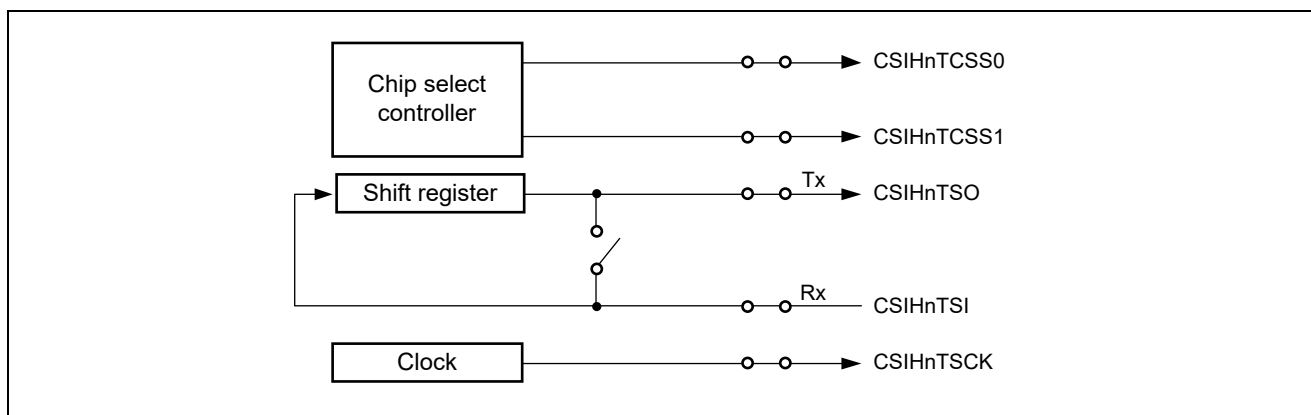 Chip select
controller
CSIHnTCSS0
CSIHnTCSS1
Shift register
Tx
CSIHnTSO
Rx
CSIHnTSI
Clock
CSIHnTSCK